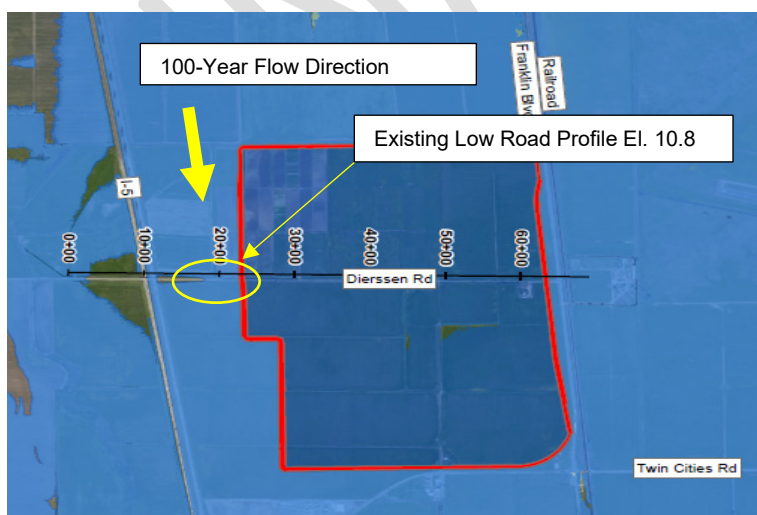 100-Year Flow Direction
Railroad
Franklin Blv
Existing Low Road Profile El. 10.8
I-5
0+00
10+00
20+00
30+00
40+00
50+00
60+00
Dierssen Rd
Twin Cities Rd